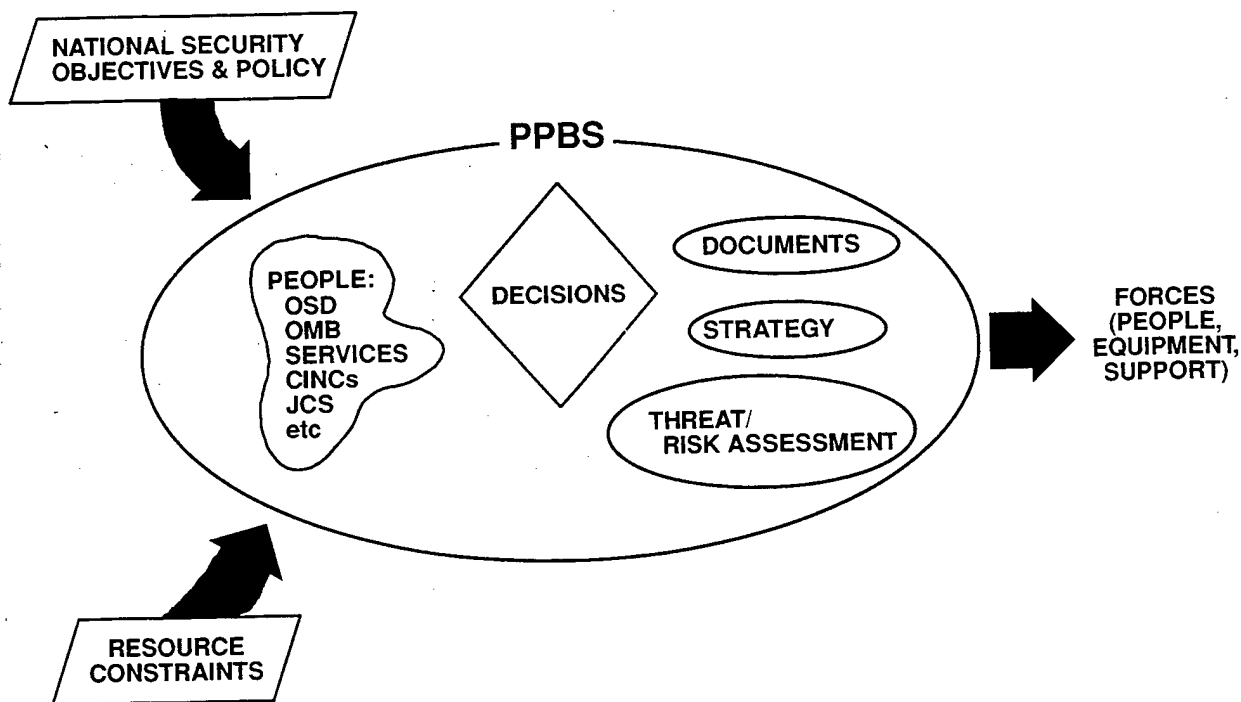 NATIONAL SECURITY
OBJECTIVES & POLICY
PPBS
PEOPLE:
OSD
OMB
SERVICES
CINCs
JCS
etc
DECISIONS
DOCUMENTS
STRATEGY
THREAT/
RISK ASSESSMENT
FORCES
(PEOPLE,
EQUIPMENT,
SUPPORT)
RESOURCE
CONSTRAINTS